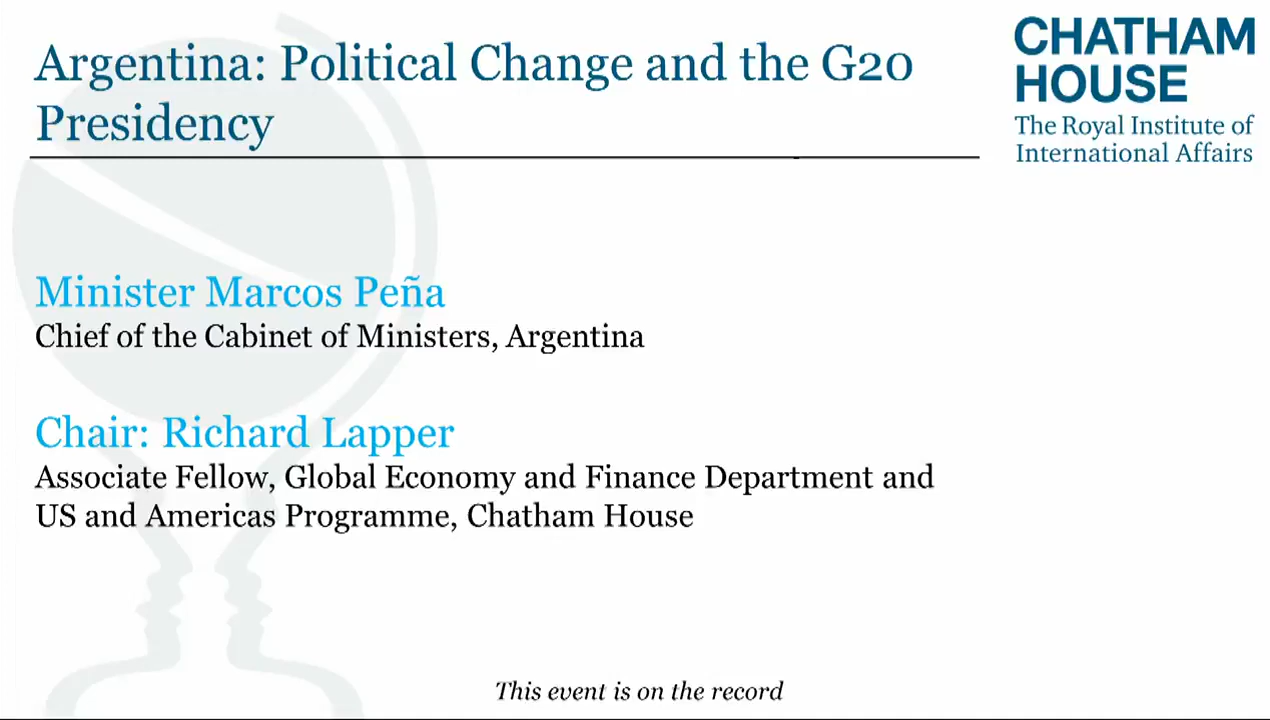 Argentina: Political Change and the G20
Presidency
CHATHAM
HOUSE
The Royal Institute of
International Affairs
Minister Marcos Peña
Chief of the Cabinet of Ministers, Argentina
Chair: Richard Lapper
Associate Fellow, Global Economy and Finance Department and
US and Americas Programme, Chatham House
This event is on the record